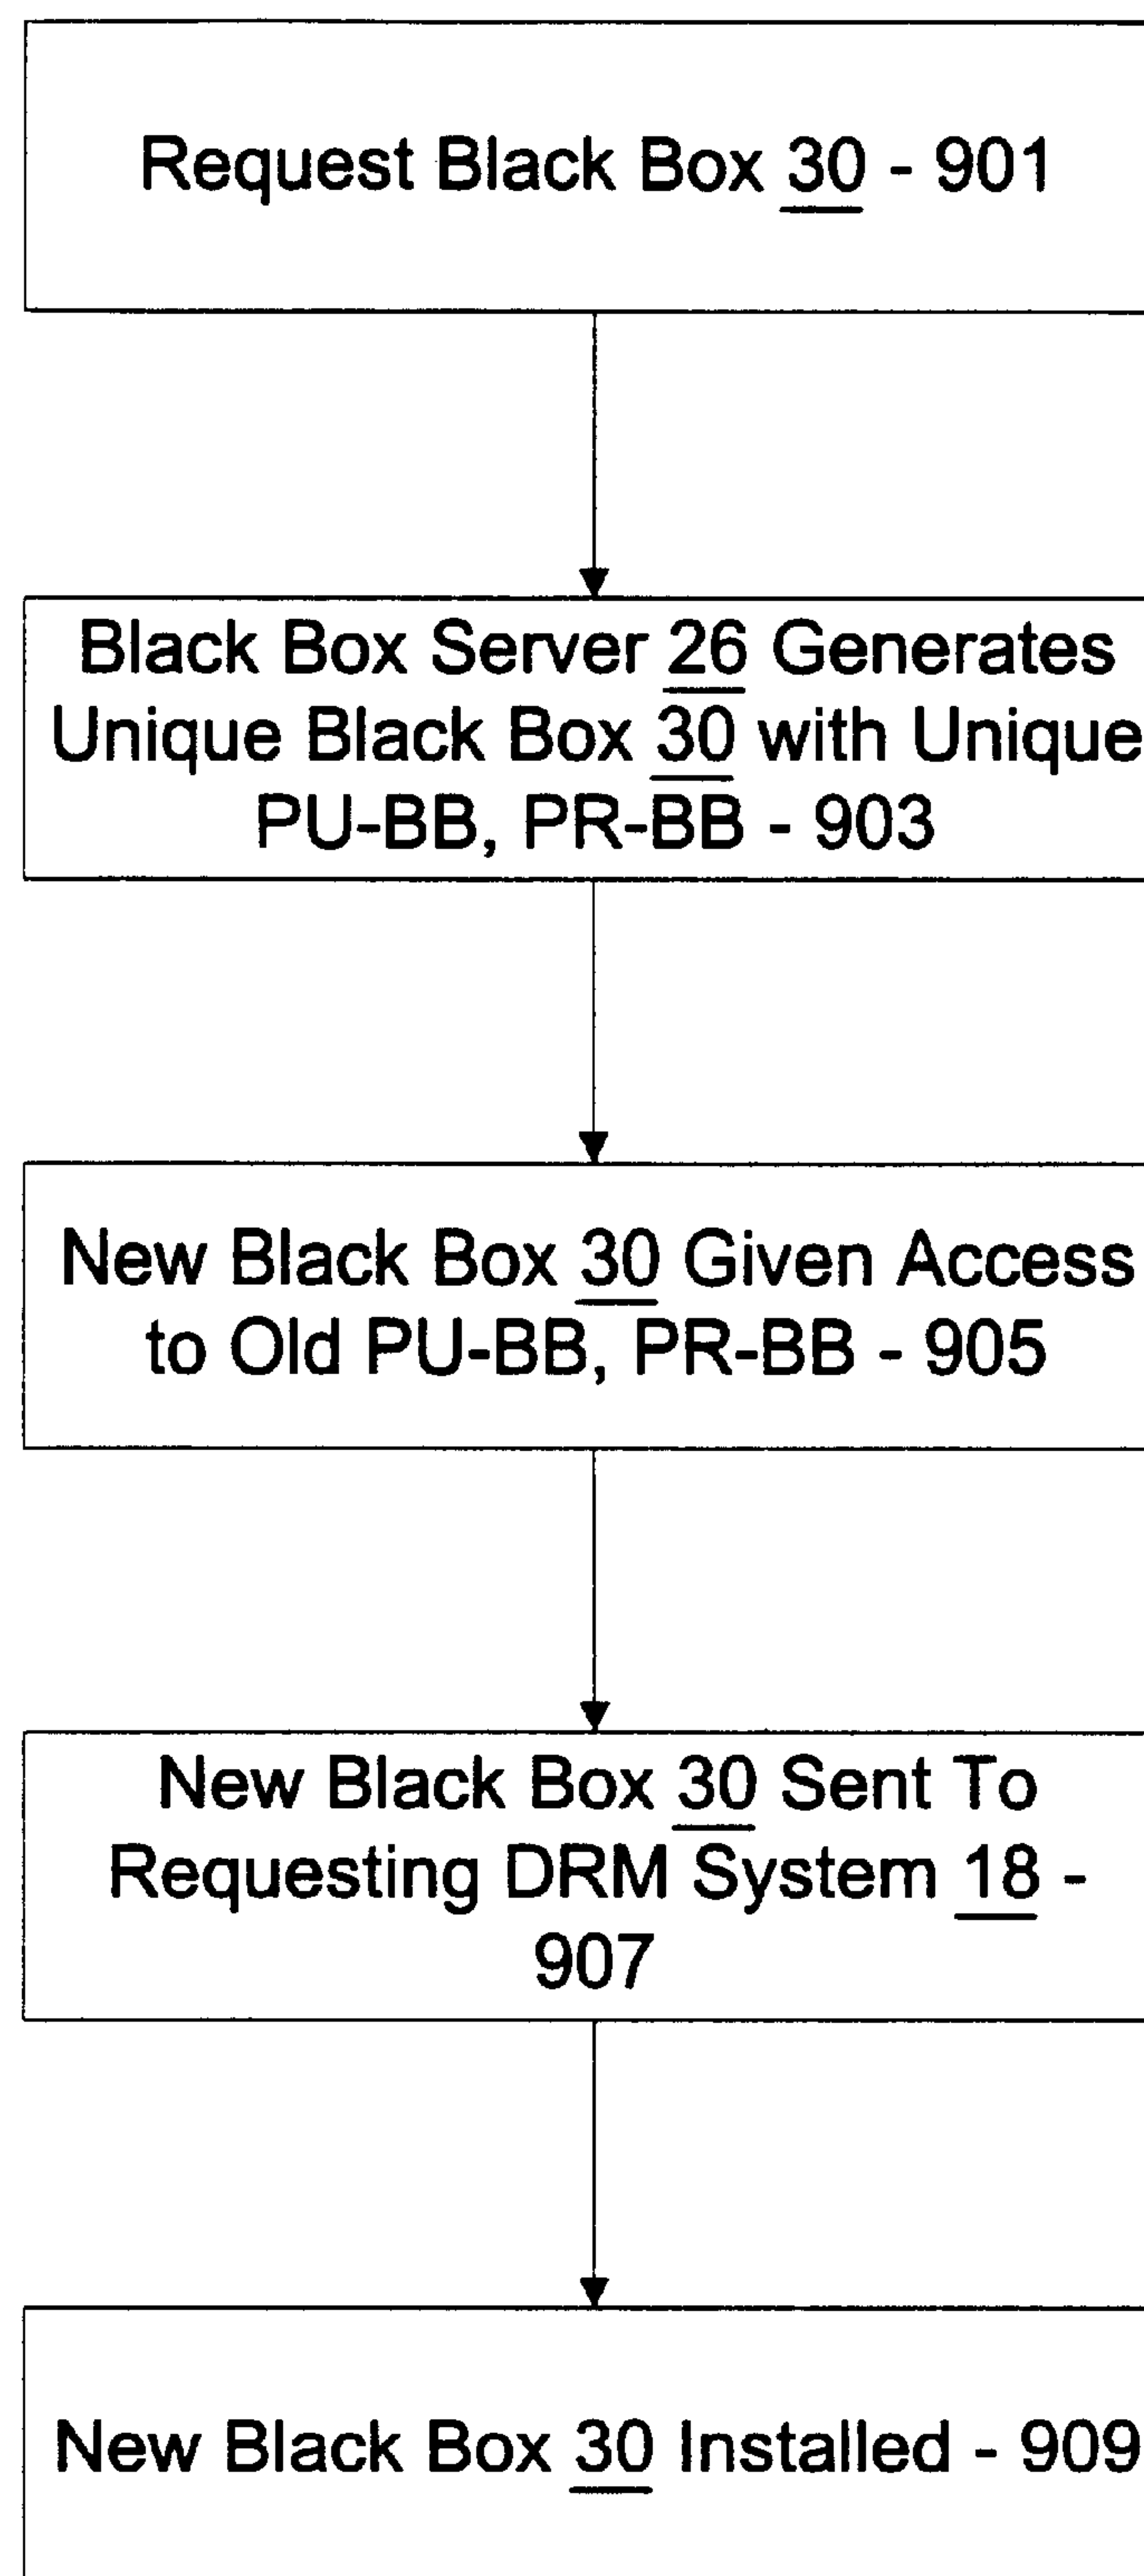 Request Black Box 30 - 901
Black Box Server 26 Generates
Unique Black Box 30 with Unique
PU-BB, PR-BB - 903
New Black Box 30 Given Access
to Old PU-BB, PR-BB - 905
New Black Box 30 Sent To
Requesting DRM System 18 -
907
New Black Box 30 Installed - 909